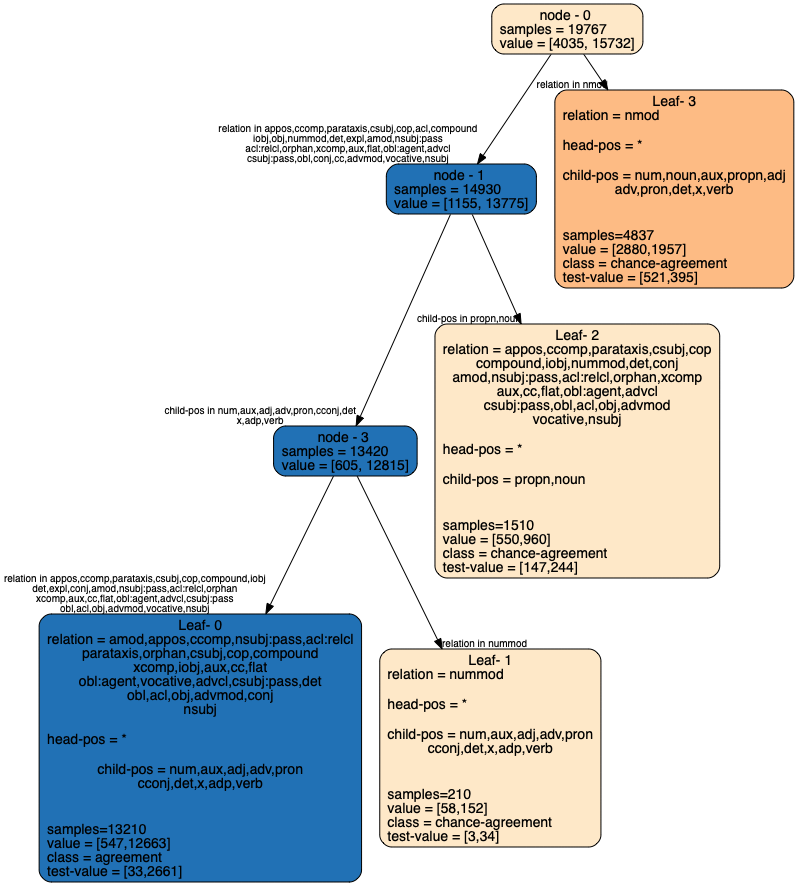 node - 0
samples = 19767
value = [4035, 15732]
relation in nmod
Leaf- 3
relation = nmod
head-pos = *
child-pos = num,noun,aux,propn,adj
adv,pron,det,x,verb
samples=4837
value = [2880,1957]
class = chance-agreement
test-value = [521,395]
relation in appos,ccomp,parataxis,csubj,cop,acl,compound
iobj,obj,nummod,det,expl,amod,nsubj:pass
acl:relcl,orphan,xcomp,aux,flat,obl:agent,advcl
csubj:pass,obl,conj,cc,advmod,vocative,nsubj
node - 1
samples = 14930
value = [1155, 13775]
child-pos in propn,noun
Leaf- 2
relation = appos,ccomp,parataxis,csubj,cop
compound,iobj,nummod,det,conj
amod,nsubj:pass,acl:relcl,orphan,xcomp
aux,cc,flat,obl:agent,advcl
csubj:pass,obl,acl,obj,advmod
vocative,nsubj
head-pos = *
child-pos = propn,noun
samples=1510
value = [550,960]
class = chance-agreement
test-value = [147,244]
child-pos in num,aux,adj,adv,pron,cconj,det
x,adp,verb
node - 3
samples = 13420
value = [605, 12815]
relation in appos,ccomp,parataxis,csubj,cop,compound,iobj
det,expl,conj,amod,nsubj:pass,acl:relcl,orphan
xcomp,aux,cc,flat,obl:agent,advcl,csubj:pass
obl,acl,obj,advmod,vocative,nsubj
Leaf- 0
relation = amod,appos,ccomp,nsubj:pass,acl:relcl
parataxis,orphan,csubj,cop,compound
xcomp,iobj,aux,cc,flat
obl:agent,vocative,advcl,csubj:pass,det
obl,acl,obj,advmod,conj
nsubj
head-pos = *
child-pos = num,aux,adj,adv,pron
cconj,det,x,adp,verb
samples=13210
value = [547,12663]
class = agreement
test-value = [33,2661]
relation in nummod
Leaf- 1
relation = nummod
head-pos = *
child-pos = num,aux,adj,adv,pron
cconj,det,x,adp,verb
samples=210
value = [58,152]
class = chance-agreement
test-value = [3,34]